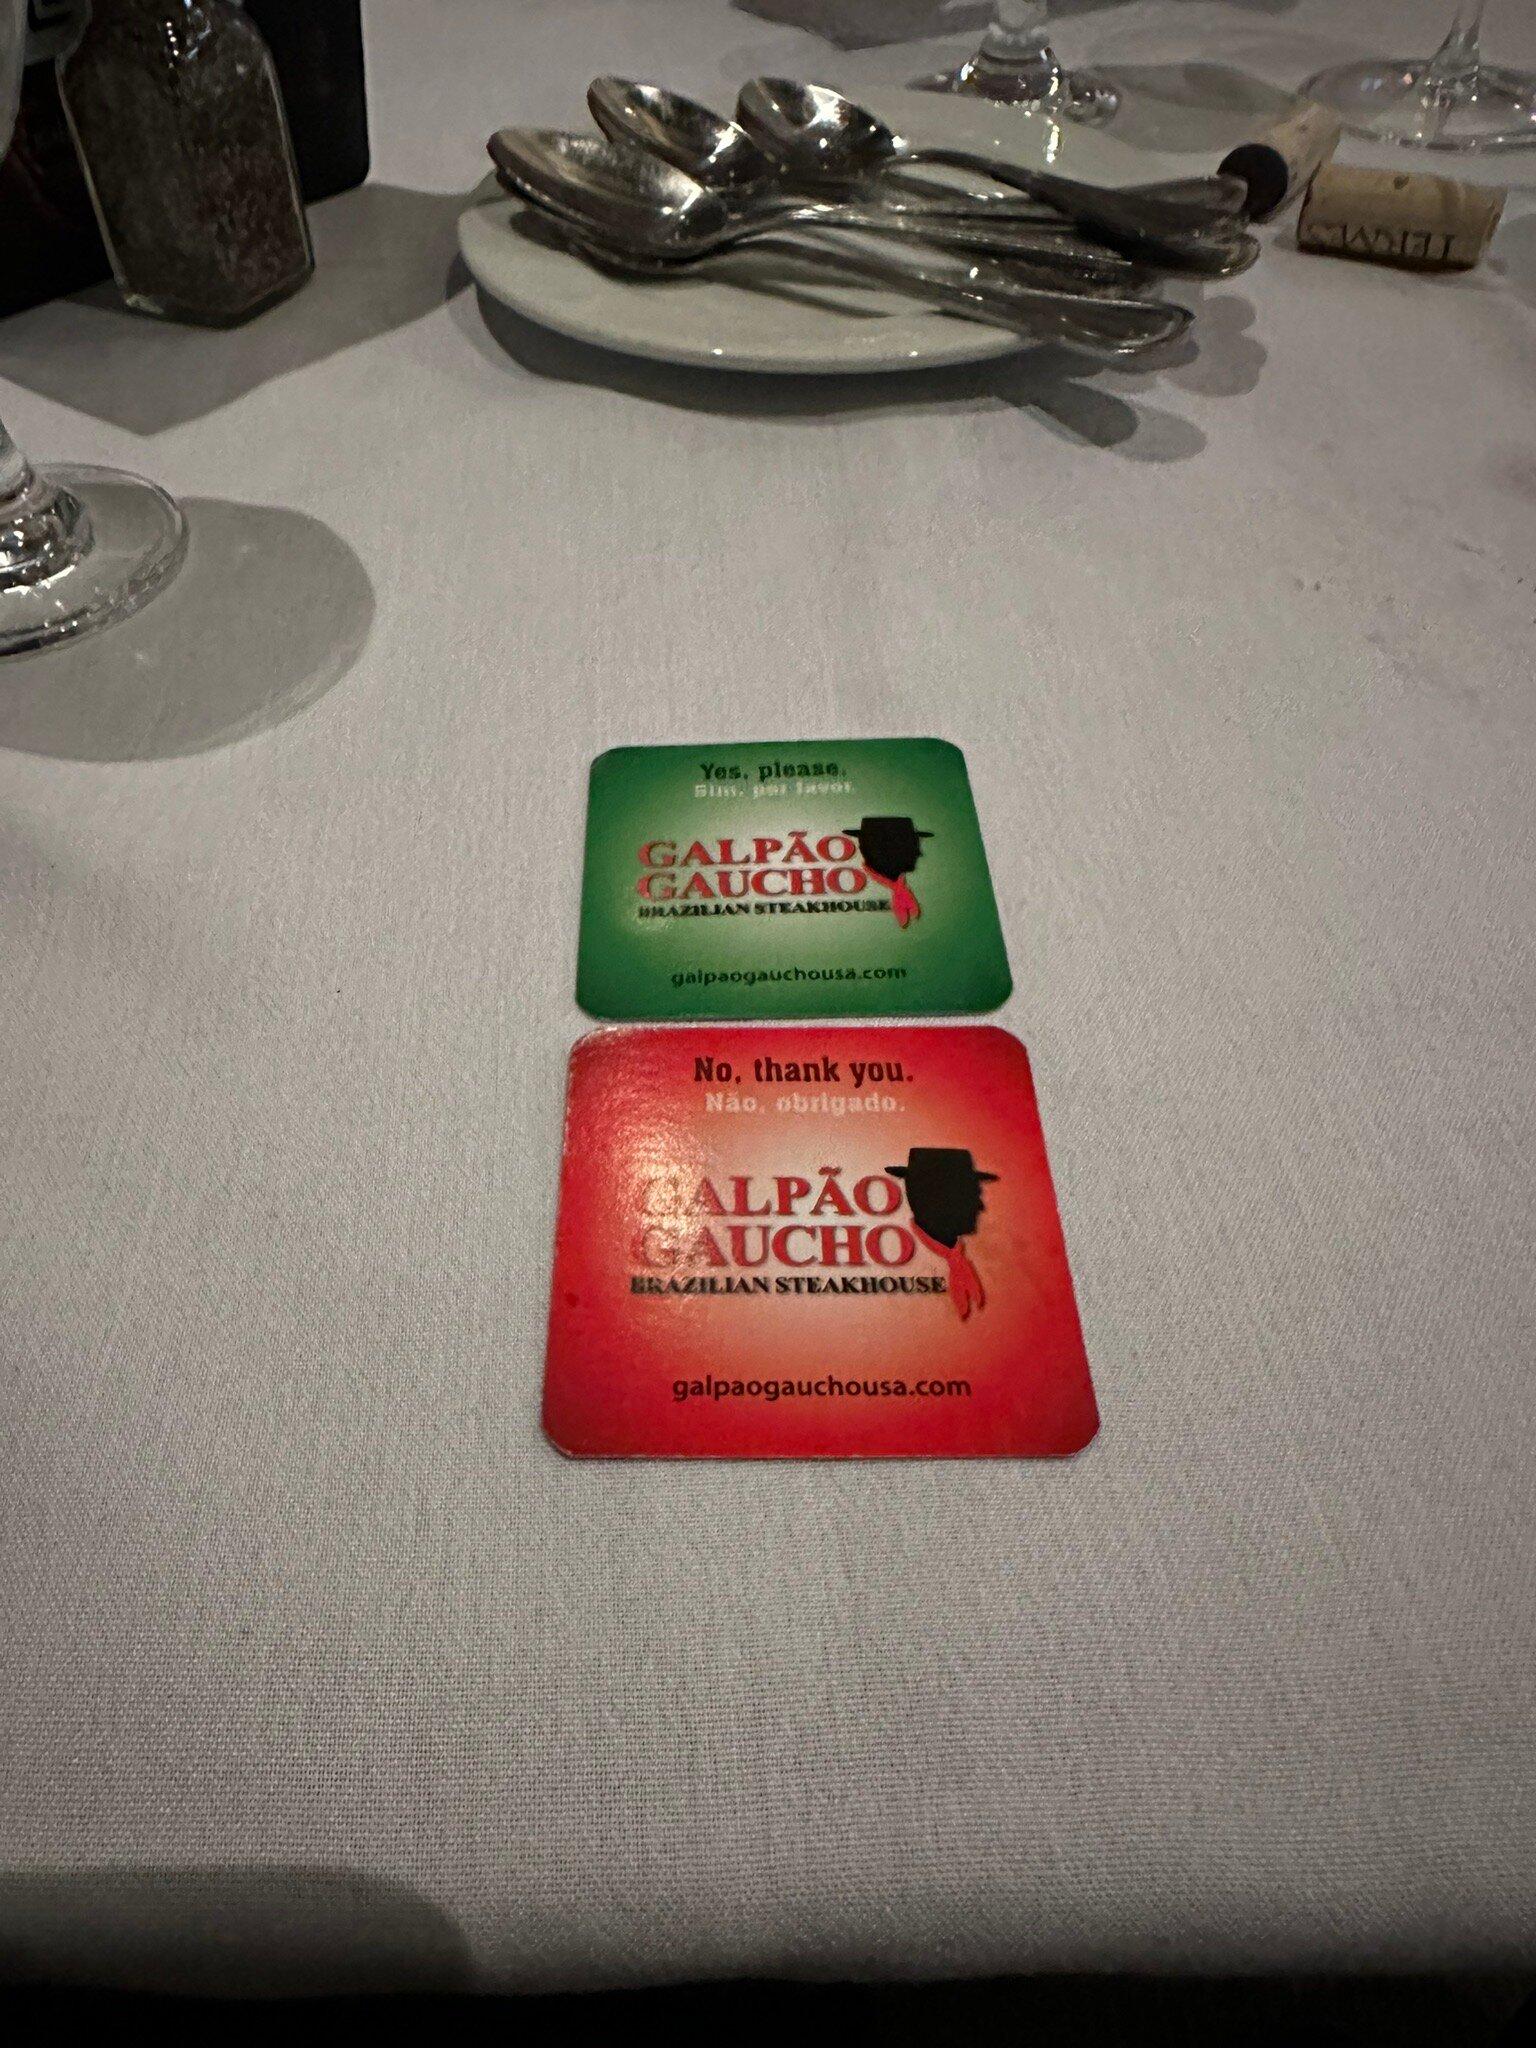 TERMES
Yes, please.
Sim, por favor.
GALPÃO
GAUCHO
BRAZILIAN STEAKHOUSE
galpaogauchousa.com
No, thank you.
Não, obrigado.
GALPÃO
GAUCHO
BRAZILIAN STEAKHOUSE
galpaogauchousa.com